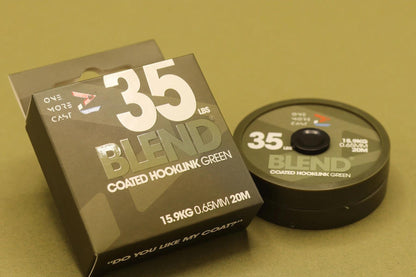 ONE
MORE
CAST
35 LBS
BLEND
COATED HOOKLINK GREEN
15.9KG 0.65MM 20M
"DO YOU LIKE MY COAT?"
ONE
MORE
CAST
35 LBS
15.9KG
0.65MM
20M
BLEND
COATED HOOKLINK GREEN